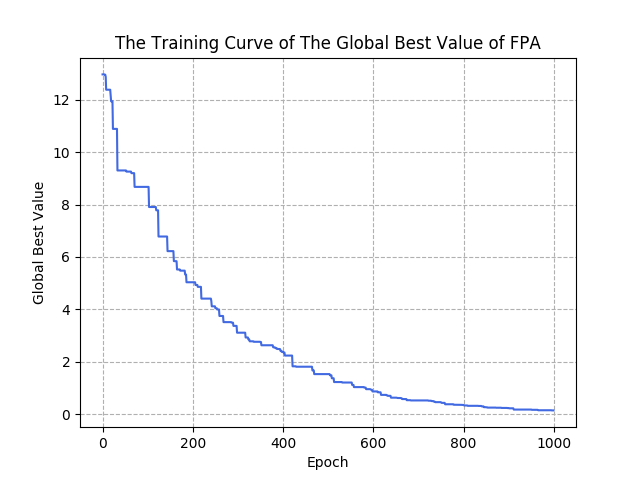 The Training Curve of The Global Best Value of FPA
12
10
8
6
4
2
0
Global Best Value
0 200 400 600 800 1000
Epoch